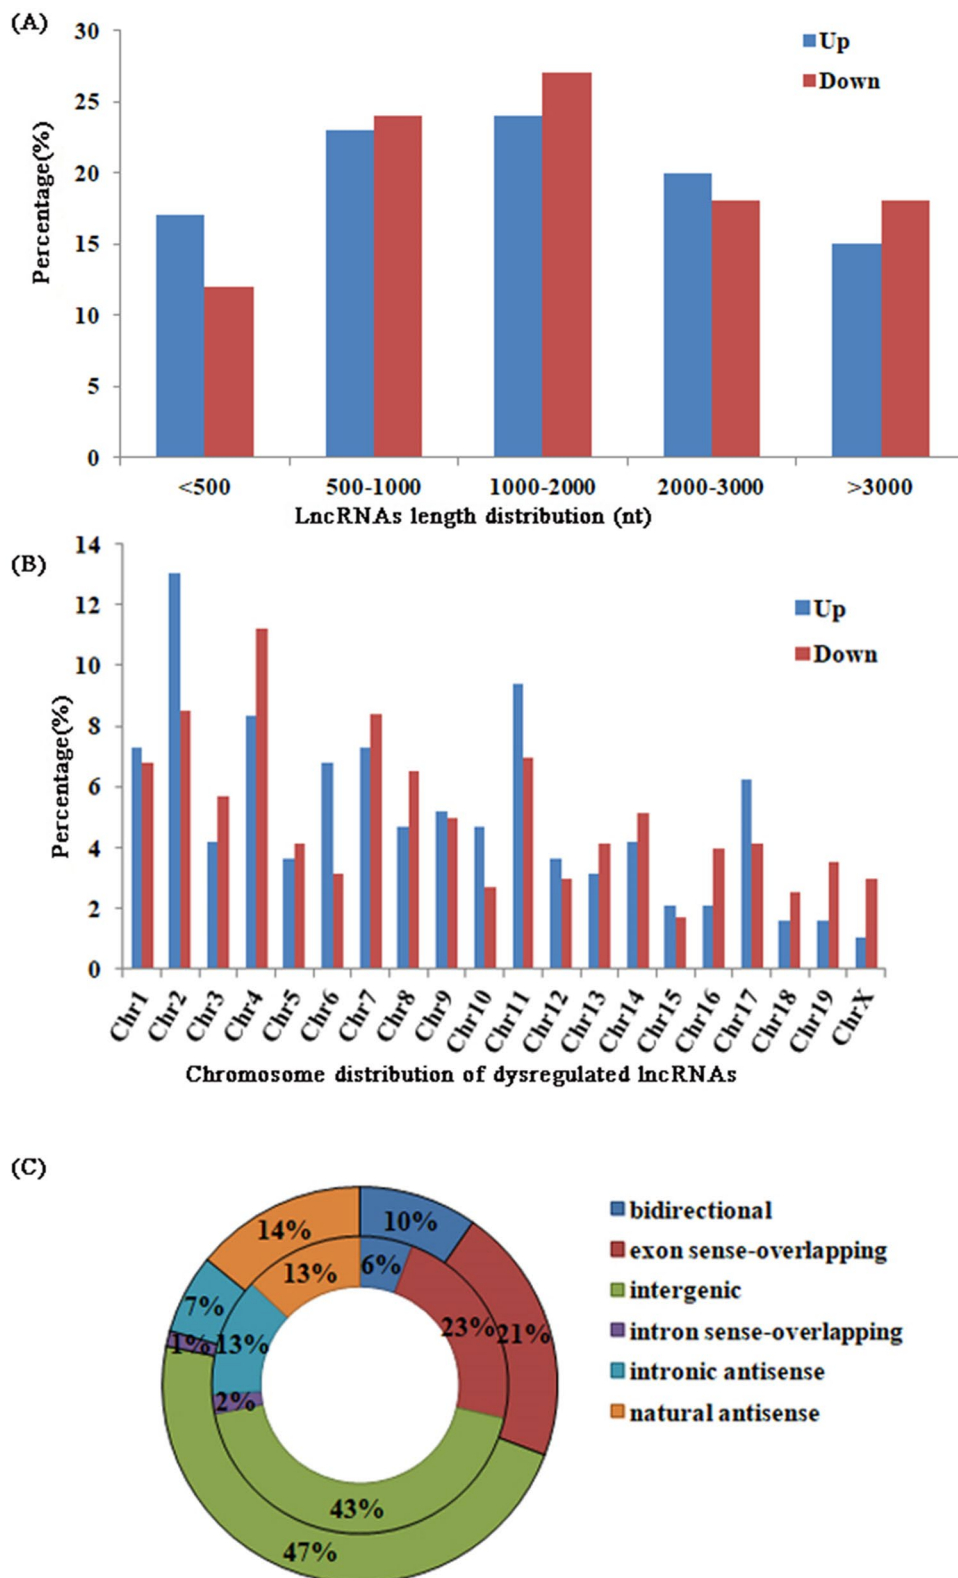 (A)
30
25
20
15
10
5
0
Percentage(%)
Up
Down
<500 500-1000 1000-2000 2000-3000 >3000
LncRNAs length distribution (nt)
(B)
14
12
10
8
6
4
2
0
Percentage(%)
Up
Down
Chr1 Chr2 Chr3 Chr4 Chr5 Chr6 Chr7 Chr8 Chr9 Chr10 Chr11 Chr12 Chr13 Chr14 Chr15 Chr16 Chr17 Chr18 Chr19 ChrX
Chromosome distribution of dysregulated lncRNAs
(C)
10%
14%
6%
13%
7%
23%
21%
1%
13%
2%
43%
47%
bidirectional
exon sense-overlapping
intergenic
intron sense-overlapping
intronic antisense
natural antisense